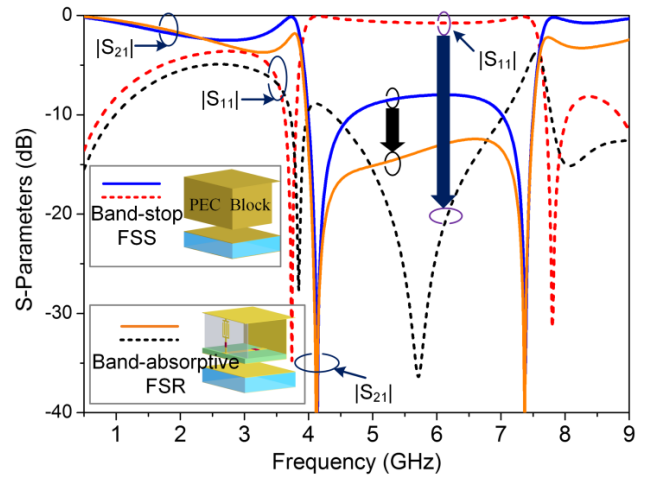 0
-10
-20
-30
-40
S-Parameters (dB)
|S21|
|S11|
|S11|
Band-stop
FSS
PEC Block
Band-absorptive
FSR
|S21|
1 2 3 4 5 6 7 8 9
Frequency (GHz)